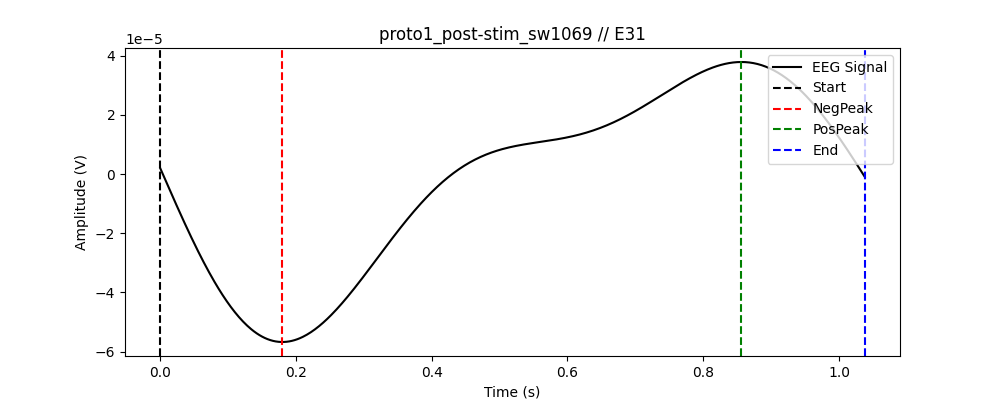 proto1_post-stim_sw1069 // E31
1e−5
4
2
0
−2
−4
−6
Amplitude (V)
0.0 0.2 0.4 0.6 0.8 1.0
Time (s)
EEG Signal
Start
NegPeak
PosPeak
End